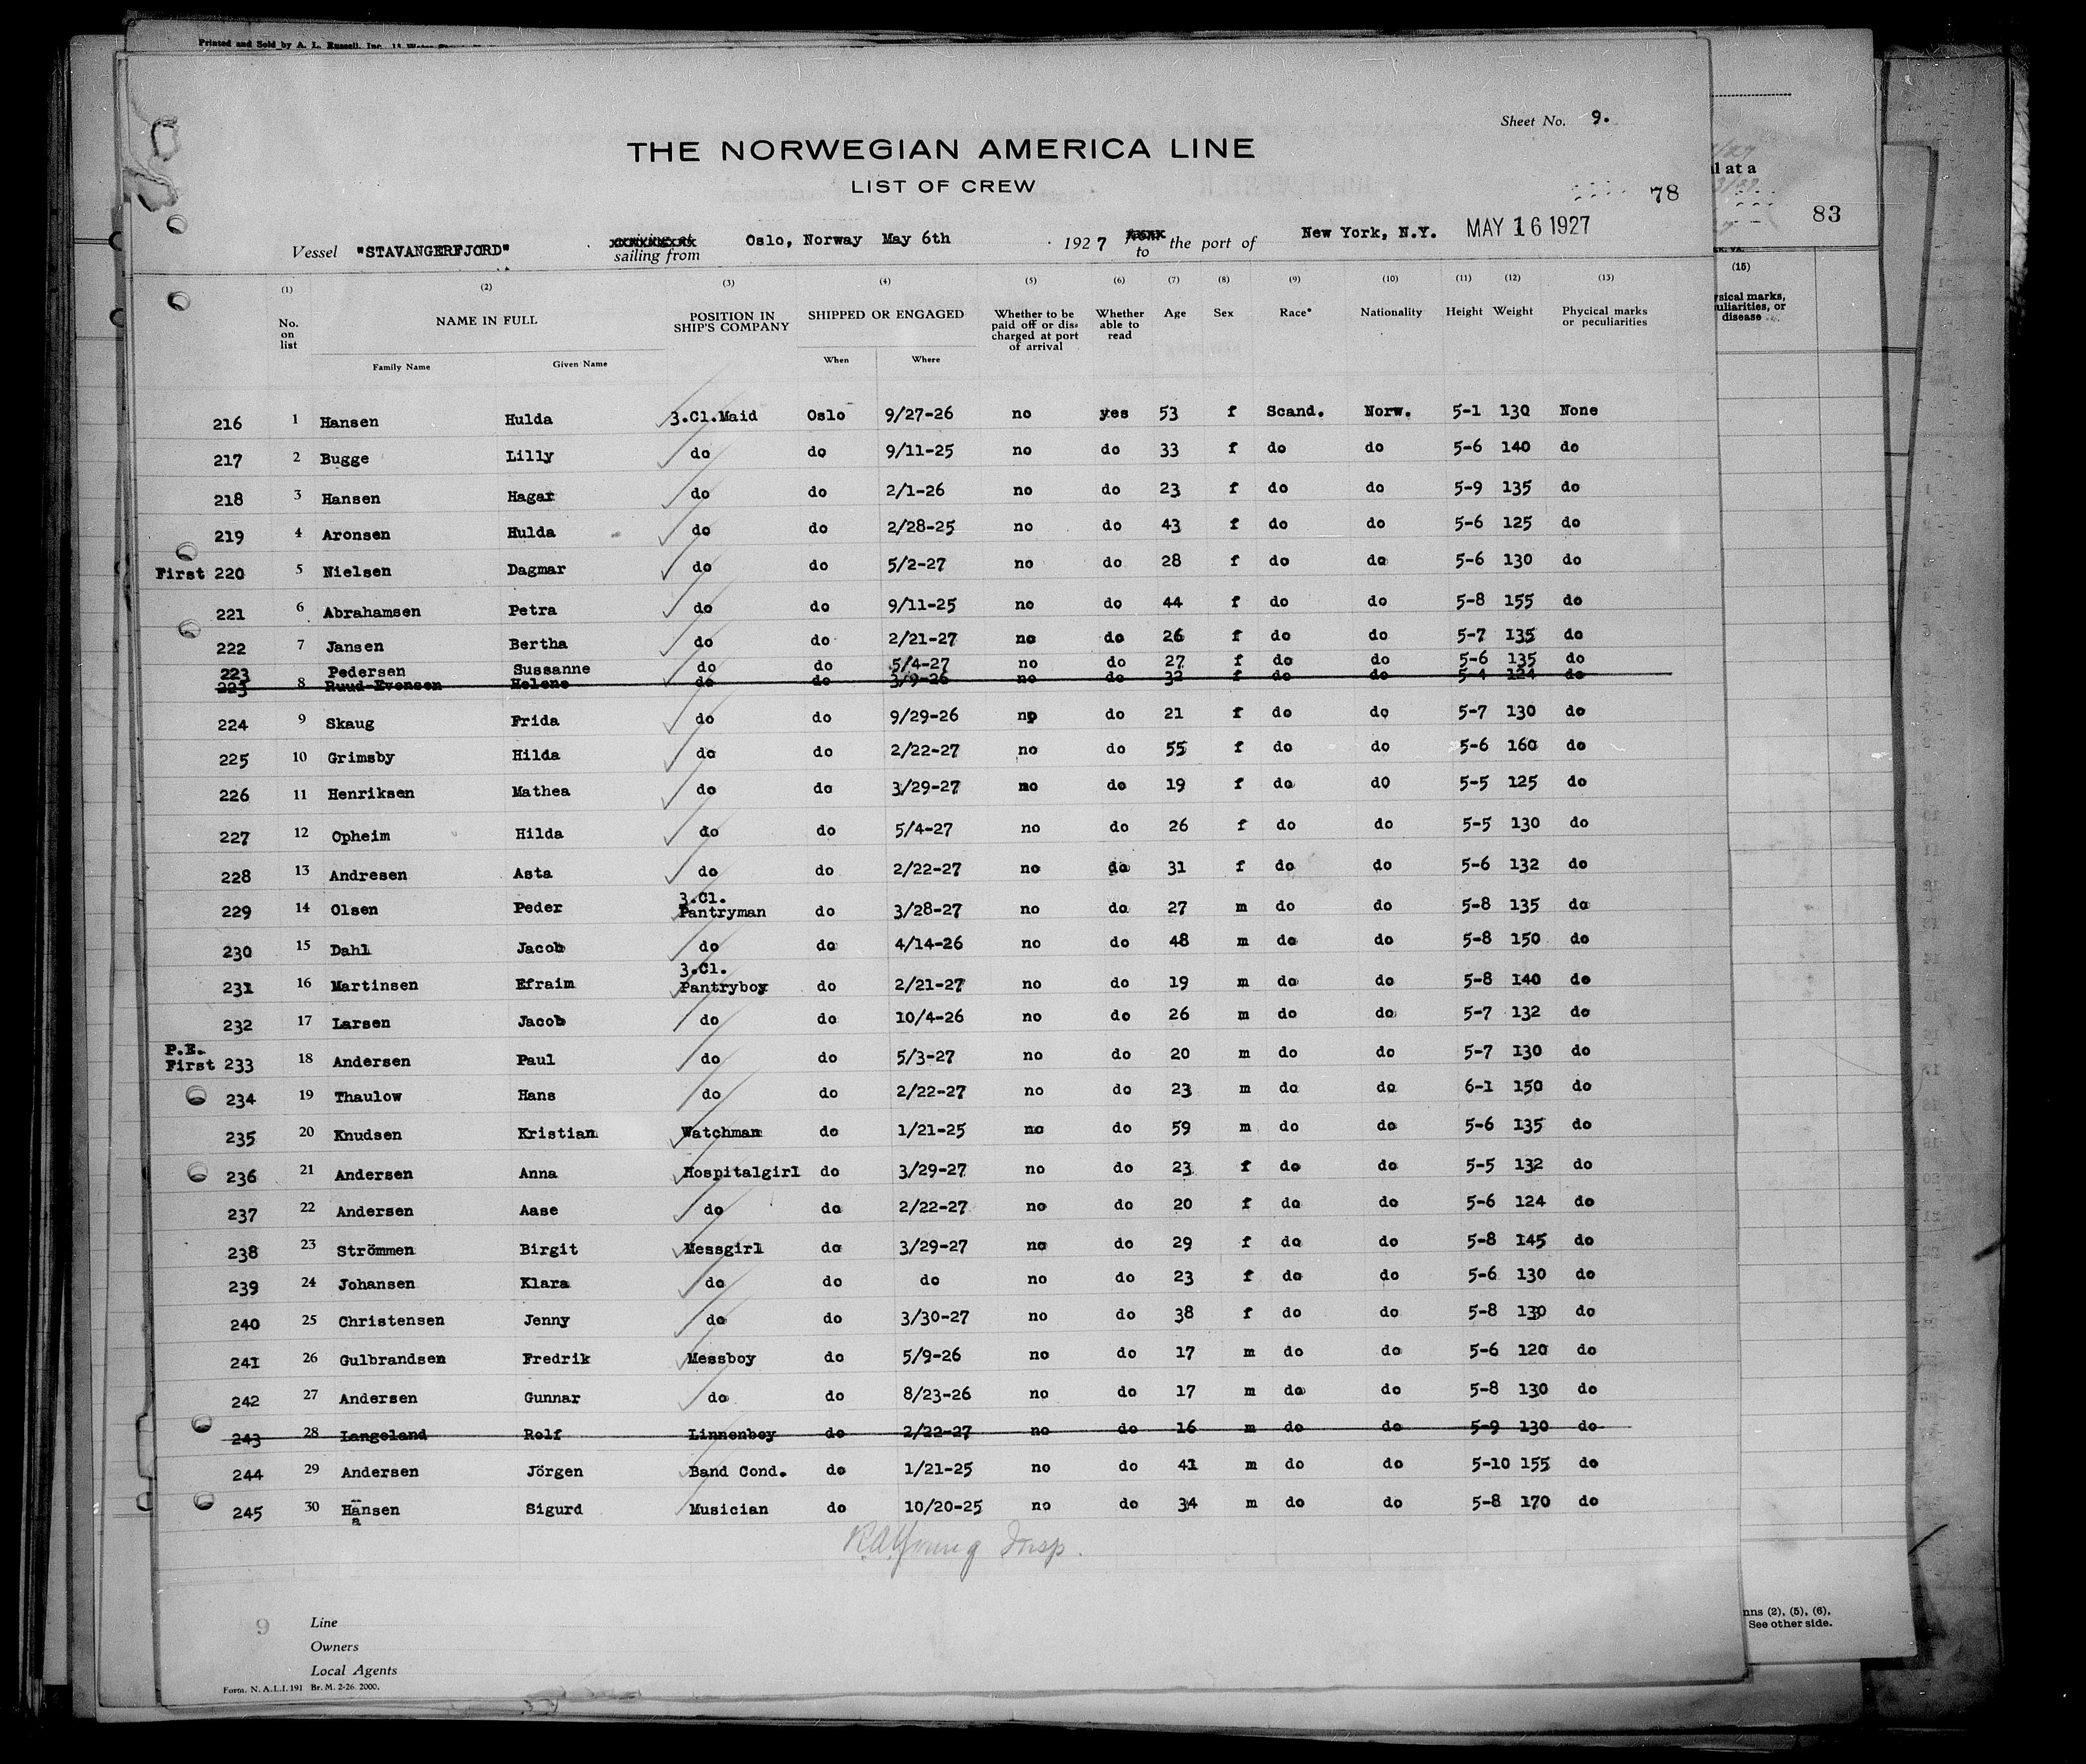 Printed and Sold by A. L. Russell, Inc.
Sheet No. 9.
THE NORWEGIAN AMERICA LINE
LIST OF CREW
78
Vessel "STAVANGERFJORD" sailing from Oslo, Norway May 6th 1927 to the port of New York, N.Y. MAY 16 1927
(1) (2) (3) (4) (5) (6) (7) (8) (9) (10) (11) (12) (13)
No. on list NAME IN FULL POSITION IN SHIP'S COMPANY SHIPPED OR ENGAGED Whether to be paid off or discharged at port of arrival Whether able to read Age Sex Race* Nationality Height Weight Physical marks or peculiarities
Family Name Given Name When Where
216 1 Hansen Hulda 3.Cl.Maid Oslo 9/27-26 no yes 53 f Scand. Norw. 5-1 130 None
217 2 Bugge Lilly do do 9/11-25 no do 33 f do do 5-6 140 do
218 3 Hansen Hagar do do 2/1-26 no do 23 f do do 5-9 135 do
219 4 Aronsen Hulda do do 2/28-25 no do 43 f do do 5-6 125 do
First 220 5 Nielsen Dagmar do do 5/2-27 no do 28 f do do 5-6 130 do
221 6 Abrahamsen Petra do do 9/11-25 no do 44 f do do 5-8 155 do
222 7 Jansen Bertha do do 2/21-27 no do 26 f do do 5-7 135 do
223 Pedersen Sussanne do do 5/4-27 no do 27 f do do 5-6 135 do
223 8 Ruud-Evensen Helene do do 3/9-26 no do 32 f do do 5-4 124 do
224 9 Skaug Frida do do 9/29-26 no do 21 f do do 5-7 130 do
225 10 Grimsby Hilda do do 2/22-27 no do 55 f do do 5-6 160 do
226 11 Henriksen Mathea do do 3/29-27 no do 19 f do dO 5-5 125 do
227 12 Opheim Hilda do do 5/4-27 no do 26 f do do 5-5 130 do
228 13 Andresen Asta do do 2/22-27 no do 31 f do do 5-6 132 do
229 14 Olsen Peder 3.Cl. Pantryman do 3/28-27 no do 27 m do do 5-8 135 do
230 15 Dahl Jacob do do 4/14-26 no do 48 m do do 5-8 150 do
231 16 Martinsen Efraim 3.Cl. Pantryboy do 2/21-27 no do 19 m do do 5-8 140 do
232 17 Larsen Jacob do do 10/4-26 no do 26 m do do 5-7 132 do
P.E. First 233 18 Andersen Paul do do 5/3-27 no do 20 m do do 5-7 130 do
234 19 Thaulow Hans do do 2/22-27 no do 23 m do do 6-1 150 do
235 20 Knudsen Kristian Watchman do 1/21-25 no do 59 m do do 5-6 135 do
236 21 Andersen Anna Hospitalgirl do 3/29-27 no do 23 f do do 5-5 132 do
237 22 Andersen Aase do do 2/22-27 no do 20 f do do 5-6 124 do
238 23 Strömmen Birgit Messgirl do 3/29-27 no do 29 f do do 5-8 145 do
239 24 Johansen Klara do do do no do 23 f do do 5-6 130 do
240 25 Christensen Jenny do do 3/30-27 no do 38 f do do 5-8 130 do
241 26 Gulbrandsen Fredrik Messboy do 5/9-26 no do 17 m do do 5-6 120 do
242 27 Andersen Gunnar do do 8/23-26 no do 17 m do do 5-8 130 do
243 28 Langeland Rolf Linnenboy do 2/22-27 no do 16 m do do 5-9 130 do
244 29 Andersen Jörgen Band Cond. do 1/21-25 no do 41 m do do 5-10 155 do
245 30 Hansen Sigurd Musician do 10/20-25 no do 34 m do do 5-8 170 do
a
R.A. Young Insp.
9
Line
Owners
Local Agents
Form. N. A. L. I. 191 Br. M. 2-26. 2000.
l at a
83
(15)
ysical marks,
uliarities, or
disease
nns (2), (5), (6),
See other side.